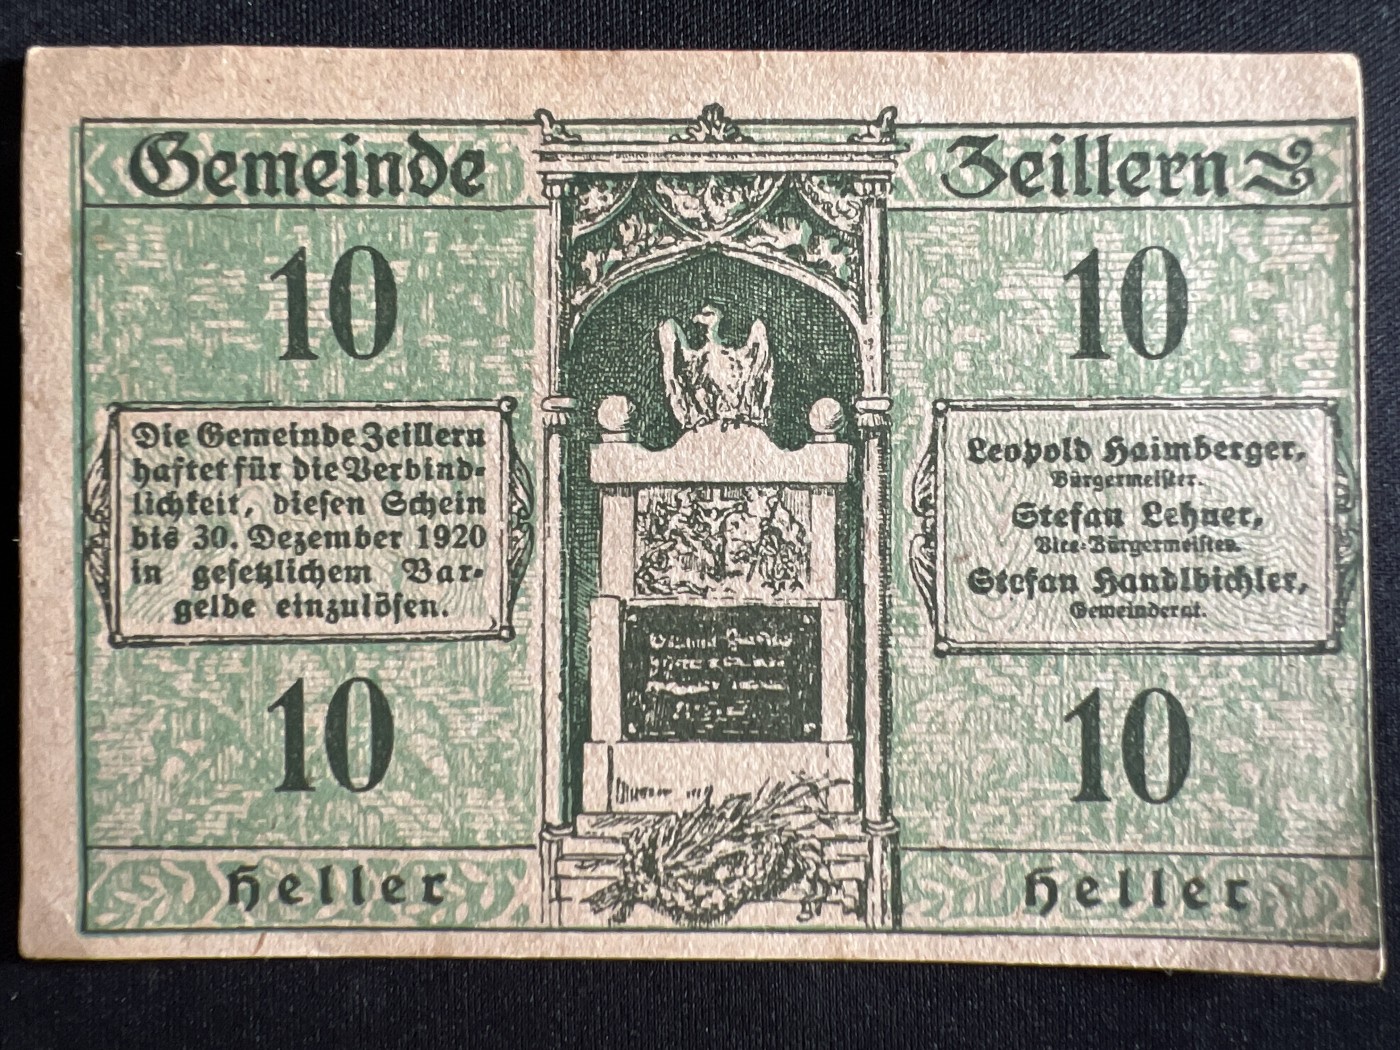 Gemeinde
Zeillern
10
10
Die Gemeinde Zeillern
haftet für die Verbind-
lichkeit, diesen Schein
bis 30. Dezember 1920
in gesetzlichem Bar-
gelde einzulösen.
Leopold Haimberger,
Bürgermeister.
Stefan Lehner,
Vize-Bürgermeister.
Stefan Handlbichler,
Gemeinderat.
10
10
Heller
Heller